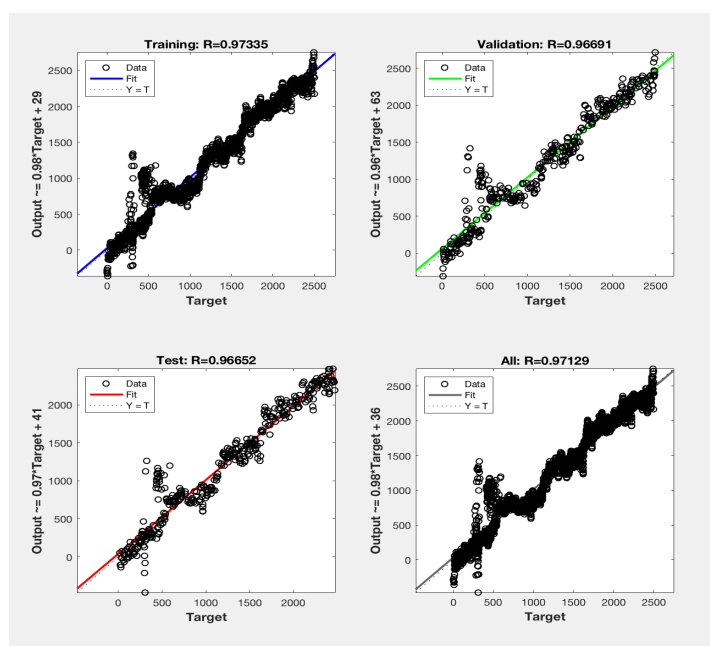 Training: R=0.97335
Data
Fit
Y = T
Output ~= 0.98*Target + 29
2500
2000
1500
1000
500
0
0 500 1000 1500 2000 2500
Target
Validation: R=0.96691
Data
Fit
Y = T
Output ~= 0.96*Target + 63
2500
2000
1500
1000
500
0
0 500 1000 1500 2000 2500
Target
Test: R=0.96652
Data
Fit
Y = T
Output ~= 0.97*Target + 41
2000
1500
1000
500
0
0 500 1000 1500 2000
Target
All: R=0.97129
Data
Fit
Y = T
Output ~= 0.98*Target + 36
2500
2000
1500
1000
500
0
0 500 1000 1500 2000 2500
Target